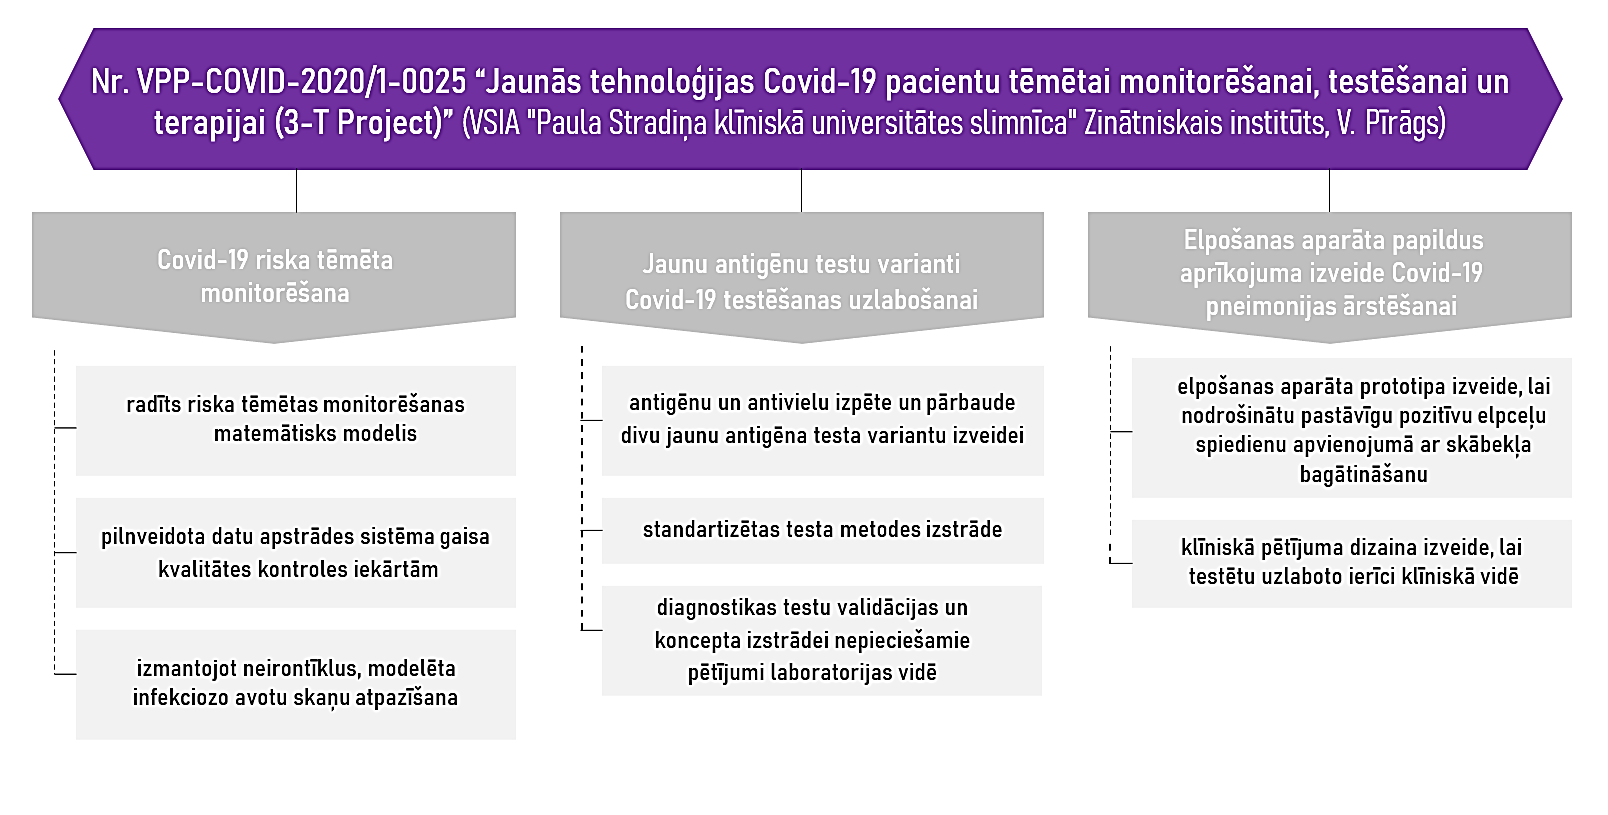 Nr. VPP-COVID-2020/1-0025 “Jaunās tehnoloģijas Covid-19 pacientu tēmētai monitorēšanai, testēšanai un
terapijai (3-T Project)” (VSIA "Paula Stradiņa klīniskā universitātes slimnīca" Zinātniskais institūts, V. Pīrāgs)
Covid-19 riska tēmēta
monitorēšana
radīts riska tēmētas monitorēšanas
matemātisks modelis
pilnveidota datu apstrādes sistēma gaisa
kvalitātes kontroles iekārtām
izmantojot neirontīklus, modelēta
infekciozo avotu skaņu atpazīšana
Jaunu antigēnu testu varianti
Covid-19 testēšanas uzlabošanai
antigēnu un antivielu izpēte un pārbaude
divu jaunu antigēna testa variantu izveidei
standartizētas testa metodes izstrāde
diagnostikas testu validācijas un
koncepta izstrādei nepieciešamie
pētījumi laboratorijas vidē
Elpošanas aparāta papildus
aprīkojuma izveide Covid-19
pneimonijas ārstēšanai
elpošanas aparāta prototipa izveide, lai
nodrošinātu pastāvīgu pozitīvu elpceļu
spiedienu apvienojumā ar skābekļa
bagātināšanu
klīniskā pētījuma dizaina izveide, lai
testētu uzlaboto ierīci klīniskā vidē